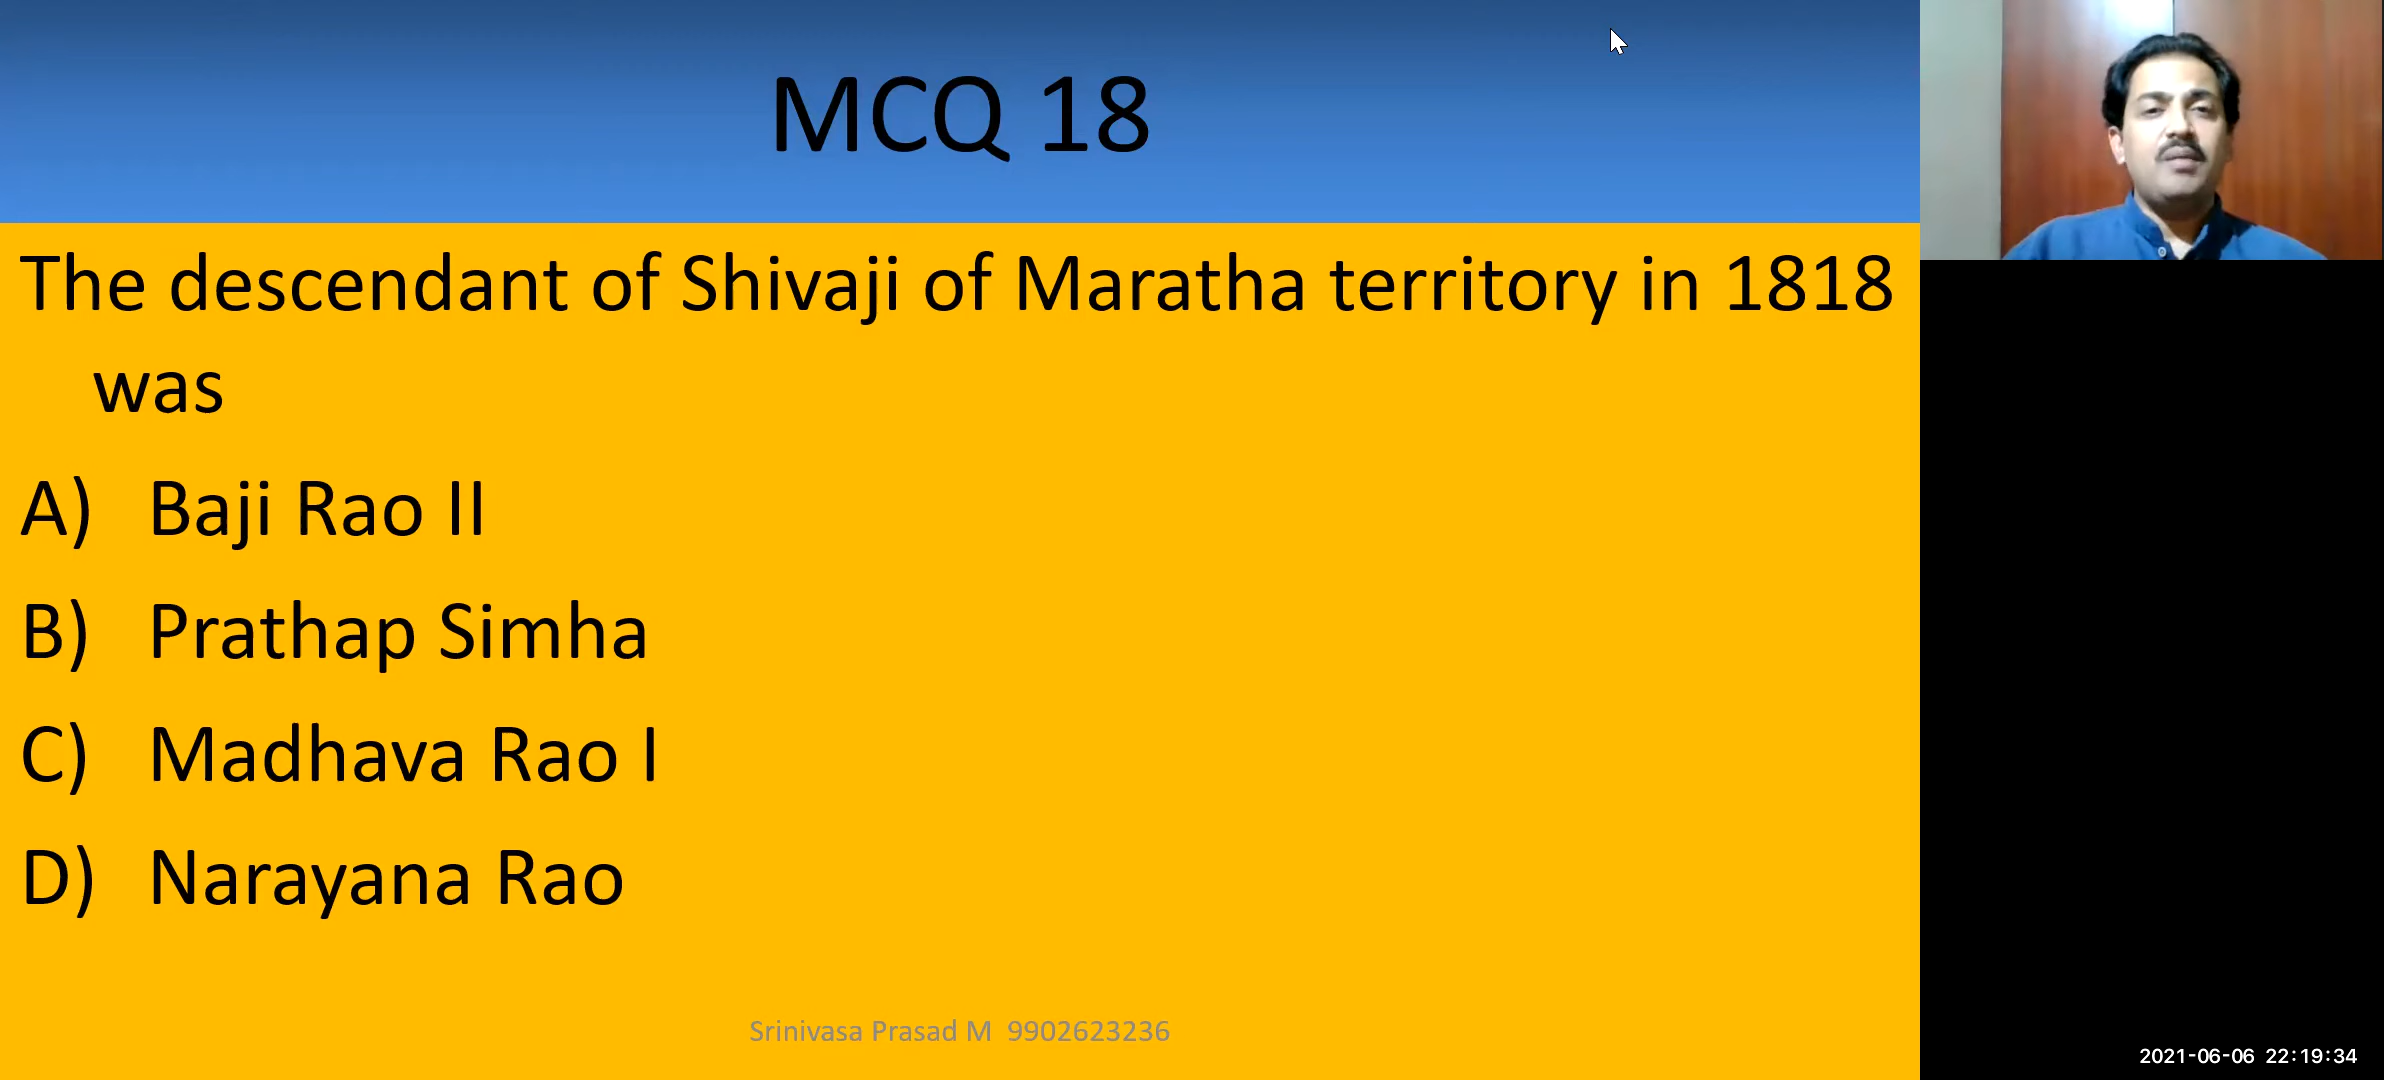 MCQ 18
The descendant of Shivaji of Maratha territory in 1818
was
A) Baji Rao II
B) Prathap Simha
C) Madhava Rao I
D) Narayana Rao
Srinivasa Prasad M 9902623236
2021-06-06 22:19:34